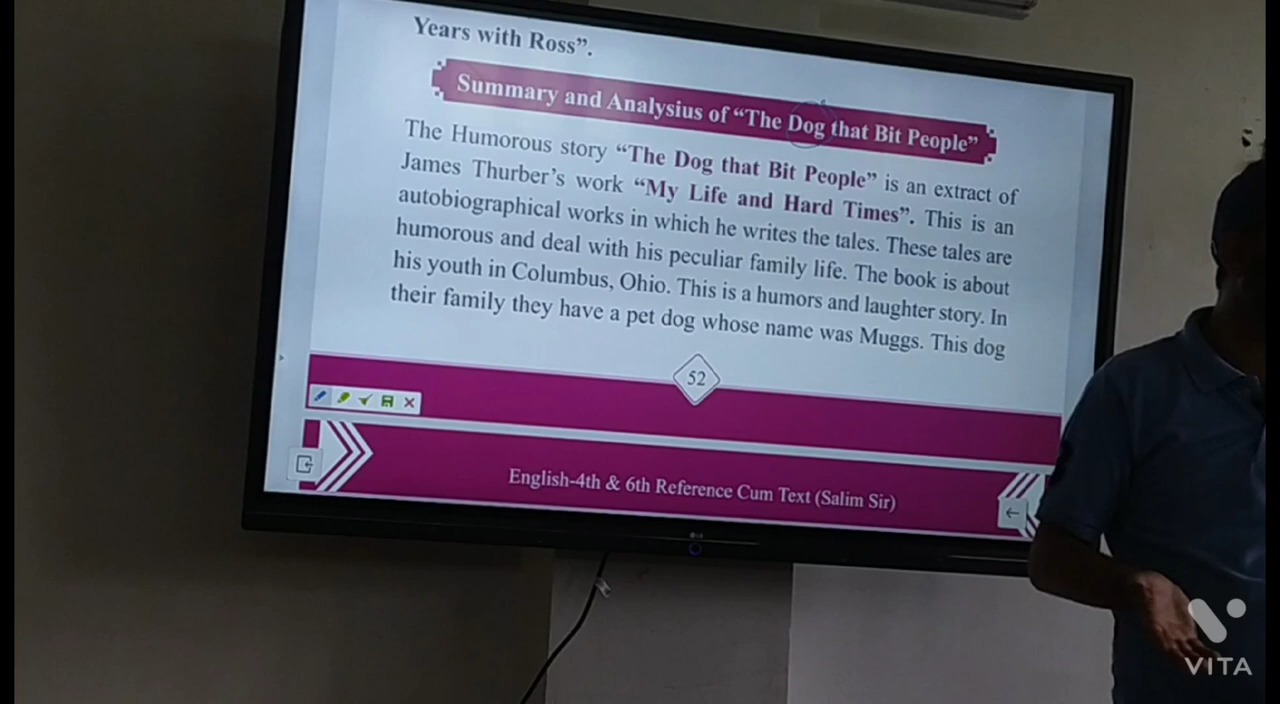 Years with Ross”.
Summary and Analysius of “The Dog that Bit People”
The Humorous story “The Dog that Bit People” is an extract of
James Thurber’s work “My Life and Hard Times”. This is an
autobiographical works in which he writes the tales. These tales are
humorous and deal with his peculiar family life. The book is about
his youth in Columbus, Ohio. This is a humors and laughter story. In
their family they have a pet dog whose name was Muggs. This dog
52
English-4th & 6th Reference Cum Text (Salim Sir)
LG
VITA